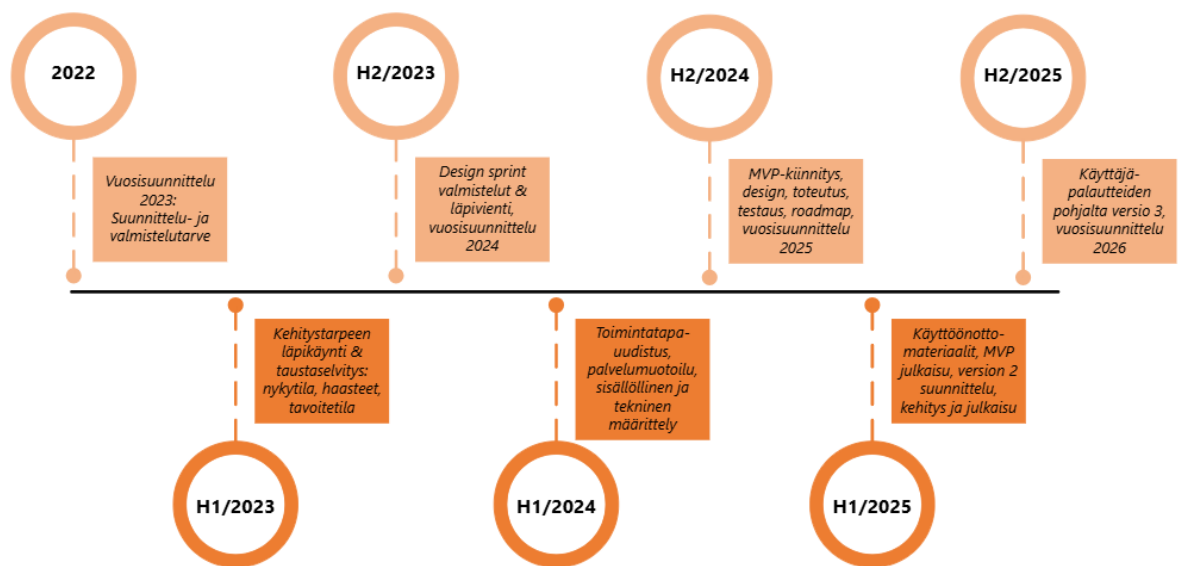 2022
H2/2023
H2/2024
H2/2025
Vuosisuunnittelu
2023:
Suunnittelu- ja
valmistelutarve
Design sprint
valmistelut &
läpivienti,
vuosisuunnittelu
2024
MVP-kiinnitys,
design, toteutus,
testaus, roadmap,
vuosisuunnittelu
2025
Käyttäjä-
palautteiden
pohjalta versio 3,
vuosisuunnittelu
2026
Kehitystarpeen
läpikäynti &
taustaselvitys:
nykytila, haasteet,
tavoitetila
Toimintatapa-
uudistus,
palvelumuotoilu,
sisällöllinen ja
tekninen
määrittely
Käyttöönotto-
materiaalit, MVP
julkaisu, version 2
suunnittelu,
kehitys ja julkaisu
H1/2023
H1/2024
H1/2025